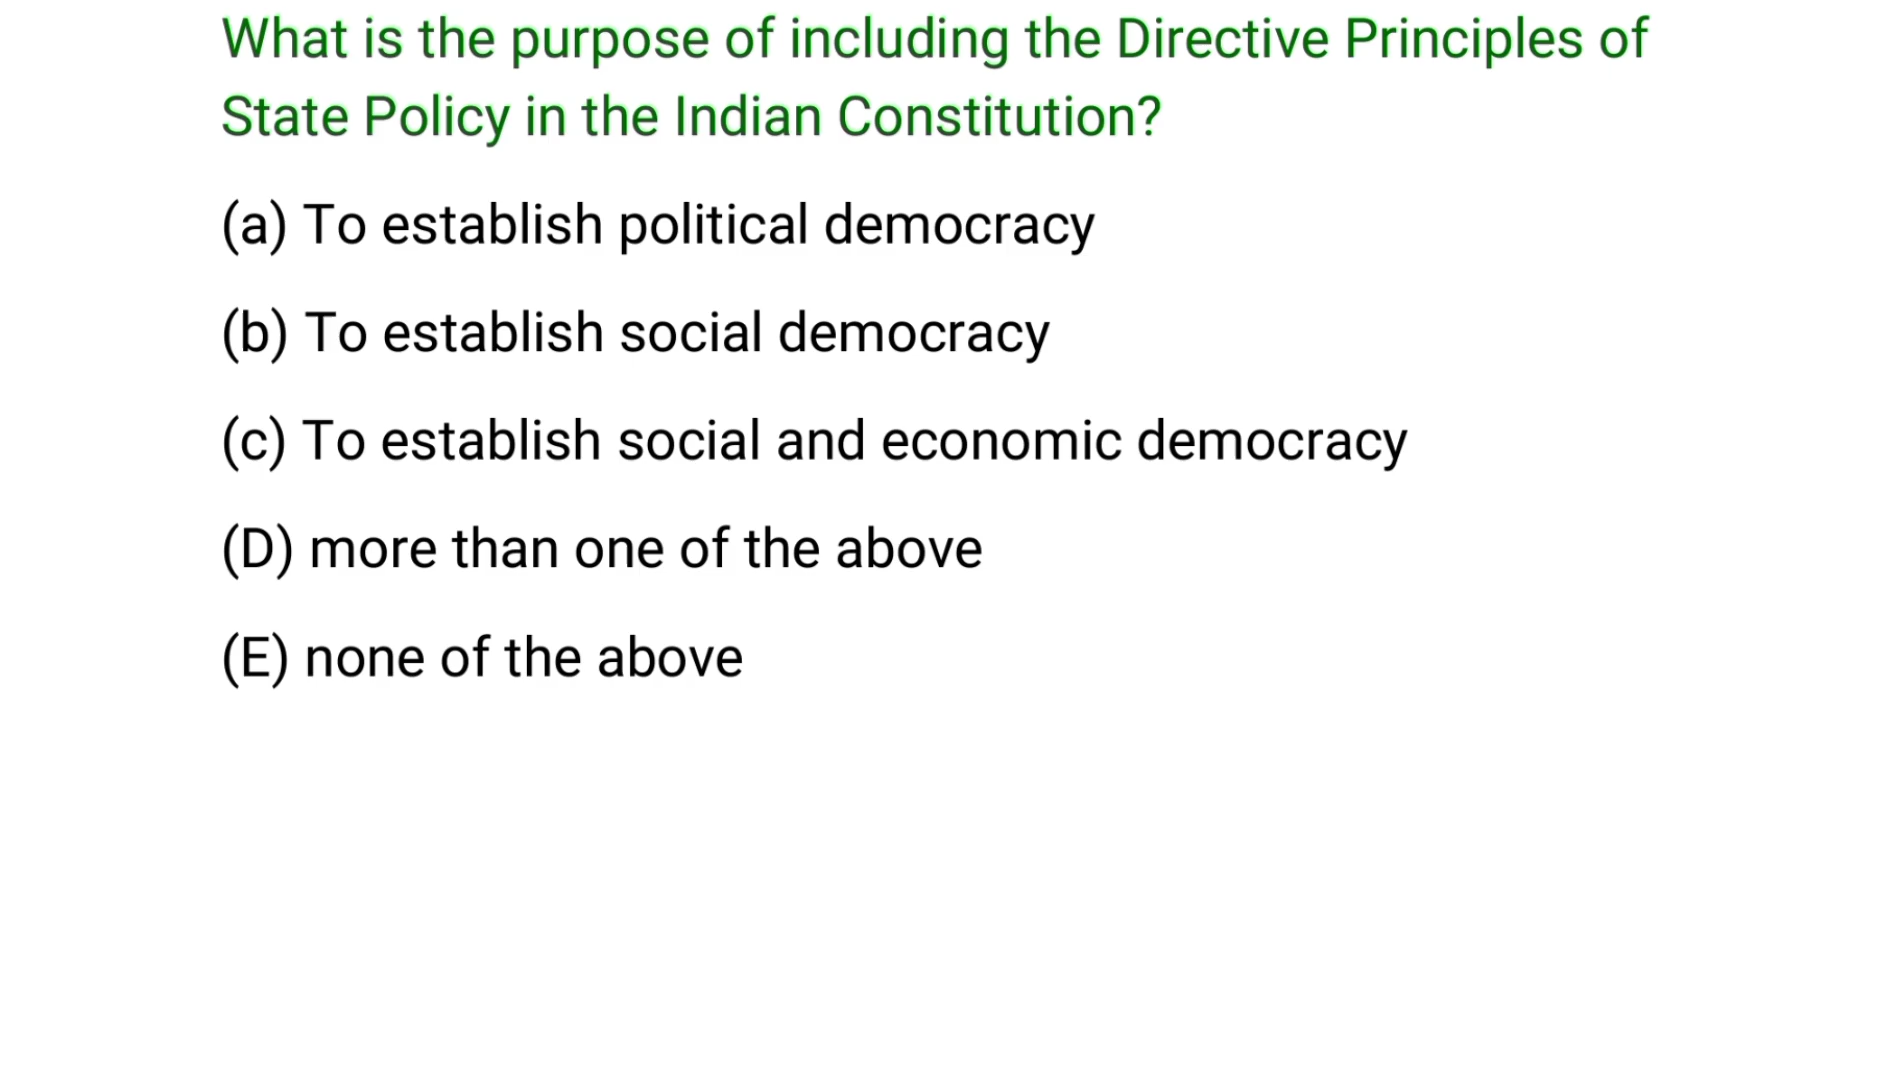 What is the purpose of including the Directive Principles of
State Policy in the Indian Constitution?
(a) To establish political democracy
(b) To establish social democracy
(c) To establish social and economic democracy
(D) more than one of the above
(E) none of the above